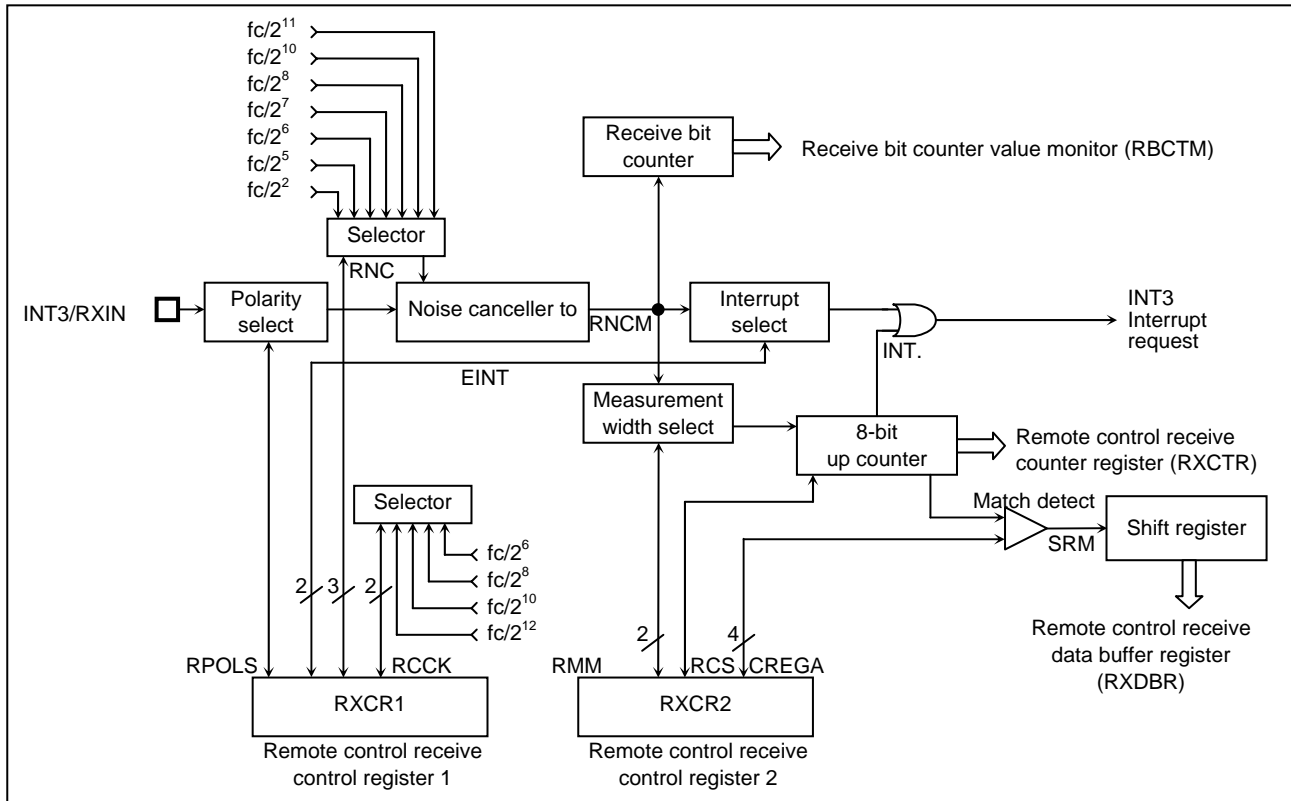 fc/2^11
fc/2^10
fc/2^8
fc/2^7
fc/2^6
fc/2^5
fc/2^2
Selector
RNC
Receive bit
counter
Receive bit counter value monitor (RBCTM)
INT3/RXIN
Polarity
select
Noise canceller to
RNCM
Interrupt
select
INT.
INT3
Interrupt
request
EINT
Measurement
width select
8-bit
up counter
Remote control receive
counter register (RXCTR)
Selector
fc/2^6
fc/2^8
fc/2^10
fc/2^12
Match detect
SRM
Shift register
Remote control receive
data buffer register
(RXDBR)
2
3
2
2
4
RPOLS
RCCK
RMM
RCS
CREGA
RXCR1
RXCR2
Remote control receive
control register 1
Remote control receive
control register 2